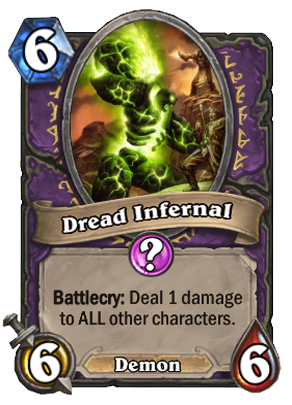 6
Dread Infernal
?
Battlecry: Deal 1 damage
to ALL other characters.
6
Demon
6